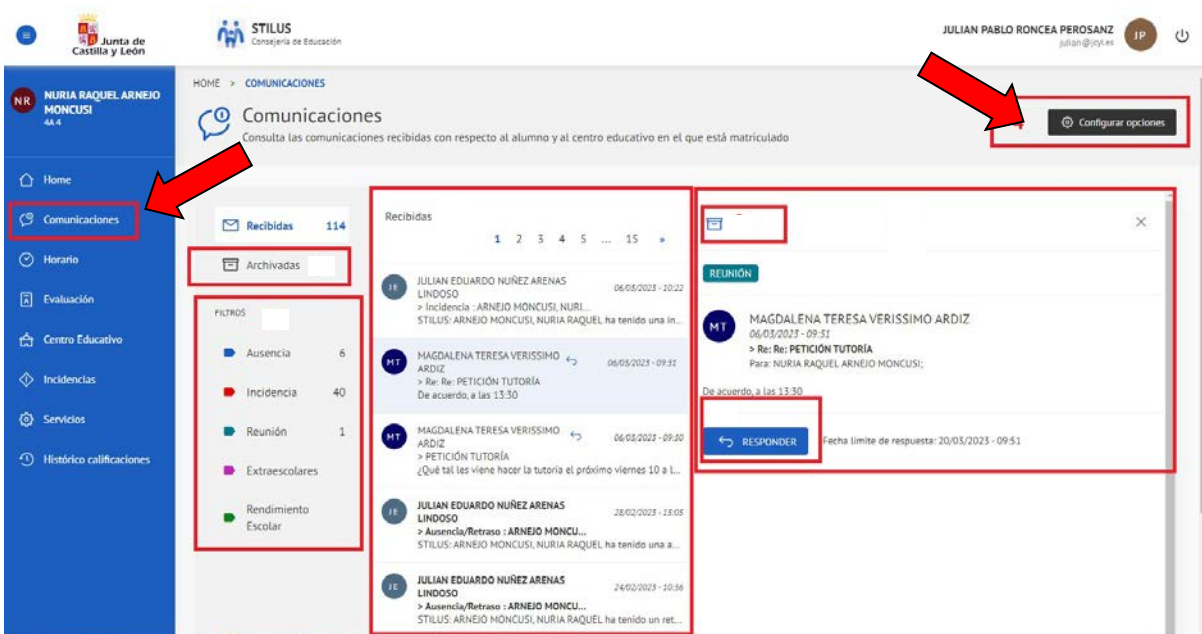 Junta de
Castilla y León
STILUS
Consejería de Educación
JULIAN PABLO RONCEA PEROSANZ
julian@jcyl.es
JP
NR
NURIA RAQUEL ARNEJO
MONCUSI
4A 4
Home
Comunicaciones
Horario
Evaluación
Centro Educativo
Incidencias
Servicios
Histórico calificaciones
HOME > COMUNICACIONES
Comunicaciones
Consulta las comunicaciones recibidas con respecto al alumno y al centro educativo en el que está matriculado
Configurar opciones
Recibidas 114
Archivadas
FILTROS
Ausencia 6
Incidencia 40
Reunión 1
Extraescolares
Rendimiento
Escolar
Recibidas
1 2 3 4 5 ... 15 »
JE
JULIAN EDUARDO NUÑEZ ARENAS
LINDOSO
06/03/2023 - 10:22
> Incidencia : ARNEJO MONCUSI, NURI...
STILUS: ARNEJO MONCUSI, NURIA RAQUEL ha tenido una in...
MT
MAGDALENA TERESA VERISSIMO
ARDIZ
06/03/2023 - 09:51
> Re: Re: PETICIÓN TUTORÍA
De acuerdo, a las 13:30
MT
MAGDALENA TERESA VERISSIMO
ARDIZ
06/03/2023 - 09:50
> PETICIÓN TUTORÍA
¿Qué tal les viene hacer la tutoría el próximo viernes 10 a l...
JE
JULIAN EDUARDO NUÑEZ ARENAS
LINDOSO
28/02/2023 - 13:05
> Ausencia/Retraso : ARNEJO MONCU...
STILUS: ARNEJO MONCUSI, NURIA RAQUEL ha tenido una a...
JE
JULIAN EDUARDO NUÑEZ ARENAS
LINDOSO
24/02/2023 - 10:36
> Ausencia/Retraso : ARNEJO MONCU...
STILUS: ARNEJO MONCUSI, NURIA RAQUEL ha tenido un ret...
REUNIÓN
MT
MAGDALENA TERESA VERISSIMO ARDIZ
06/03/2023 - 09:51
> Re: Re: PETICIÓN TUTORÍA
Para: NURIA RAQUEL ARNEJO MONCUSI;
De acuerdo, a las 13:30
RESPONDER
Fecha límite de respuesta: 20/03/2023 - 09:51